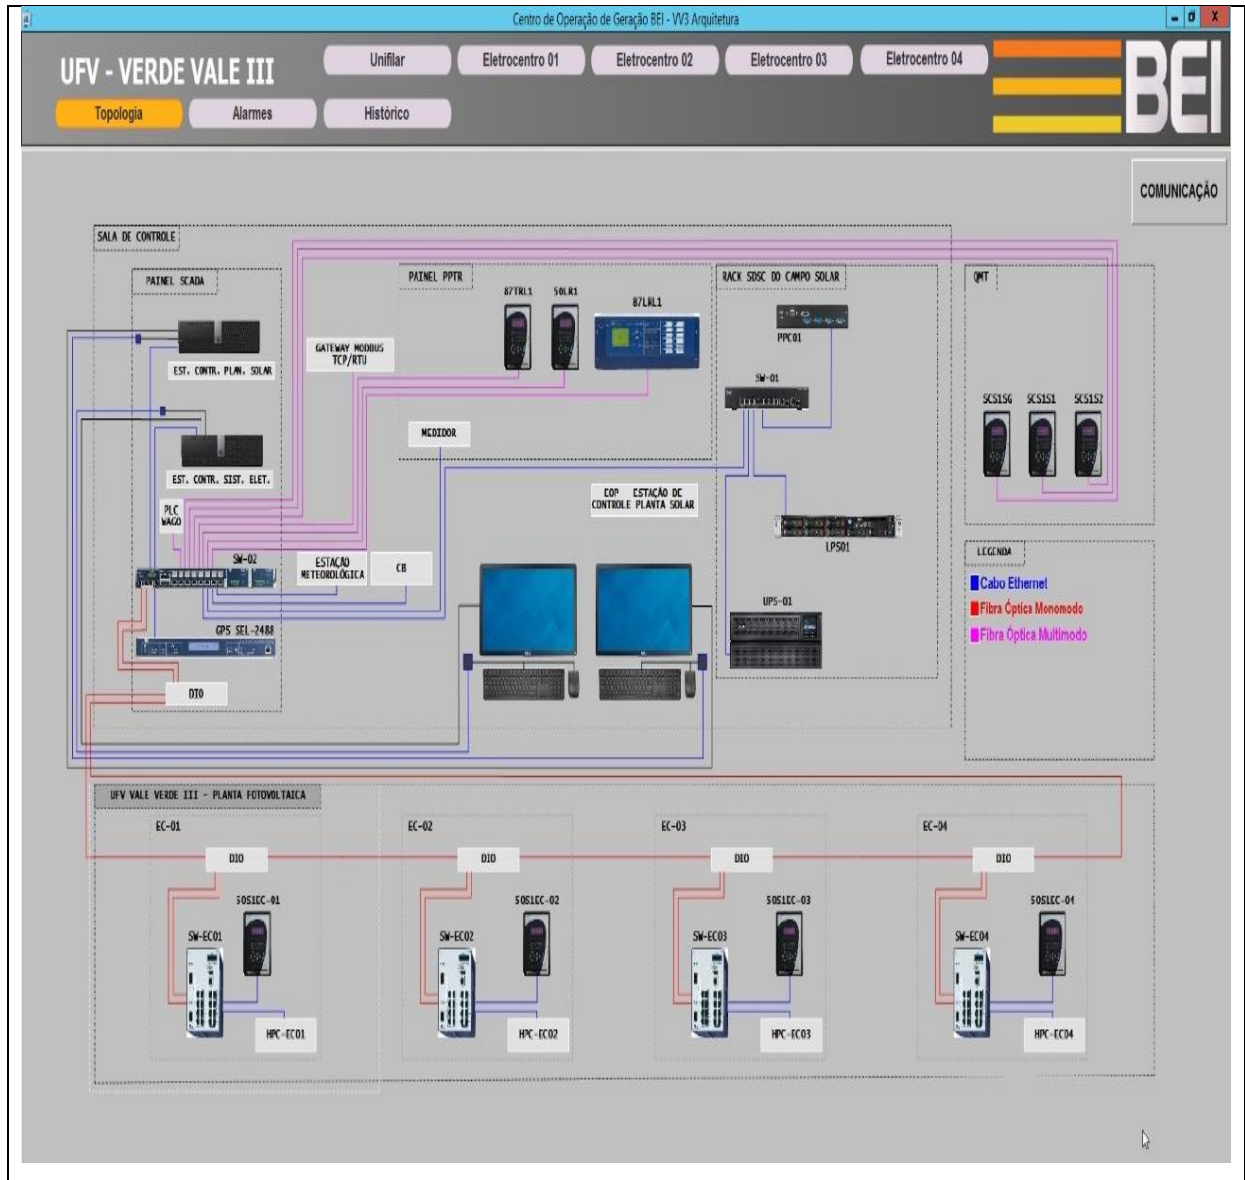 Centro de Operação de Geração BEI - VV3 Arquitetura
UFV - VERDE VALE III
Unifilar
Eletrocentro 01
Eletrocentro 02
Eletrocentro 03
Eletrocentro 04
BEI
Topologia
Alarmes
Histórico
COMUNICAÇÃO
SALA DE CONTROLE
PAINEL SCADA
PAINEL PPTR
RACK SDSC DO CAMPO SOLAR
QMT
87TRL1
50LR1
87LRL1
PPC01
GATEWAY MODBUS
TCP/RTU
EST. CONTR. PLAN. SOLAR
SW-01
SCS1SG
SCS1S1
SCS1S2
MEDIDOR
EST. CONTR. SIST. ELET.
COP ESTAÇÃO DE
CONTROLE PLANTA SOLAR
PLC
WAGO
SW-02
ESTAÇÃO
METEOROLÓGICA
CB
LPS01
LEGENDA
Cabo Ethernet
Fibra Óptica Monomodo
Fibra Óptica Multimodo
UPS-01
GPS SEL-2488
DIO
UFV VALE VERDE III - PLANTA FOTOVOLTAICA
EC-01
EC-02
EC-03
EC-04
DIO
DIO
DIO
DIO
50S1EC-01
50S1EC-02
50S1EC-03
50S1EC-04
SW-EC01
SW-EC02
SW-EC03
SW-EC04
HPC-EC01
HPC-EC02
HPC-EC03
HPC-EC04